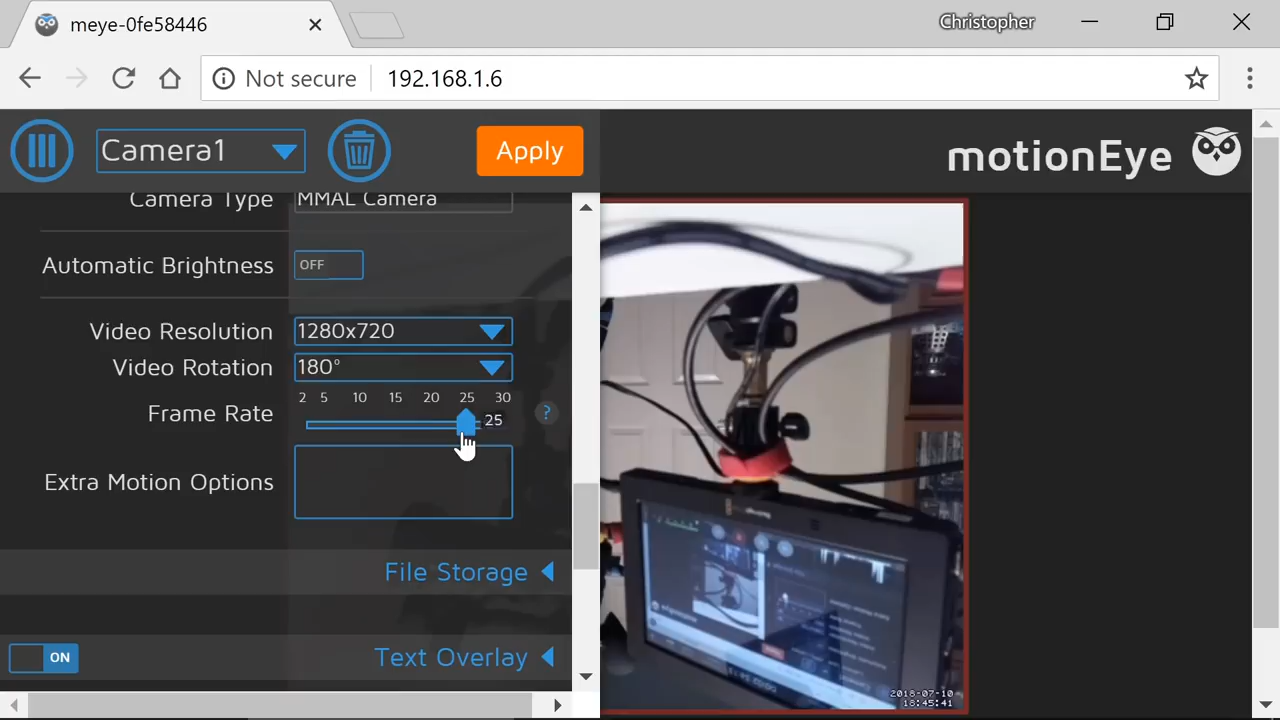 meye-0fe58446
Christopher
Not secure
192.168.1.6
Camera1
Apply
motionEye
Camera Type
MMAL Camera
Automatic Brightness
OFF
Video Resolution
1280x720
Video Rotation
180°
2 5 10 15 20 25 30
Frame Rate
25
?
Extra Motion Options
File Storage
ON
Text Overlay
2018-07-10
18:45:41